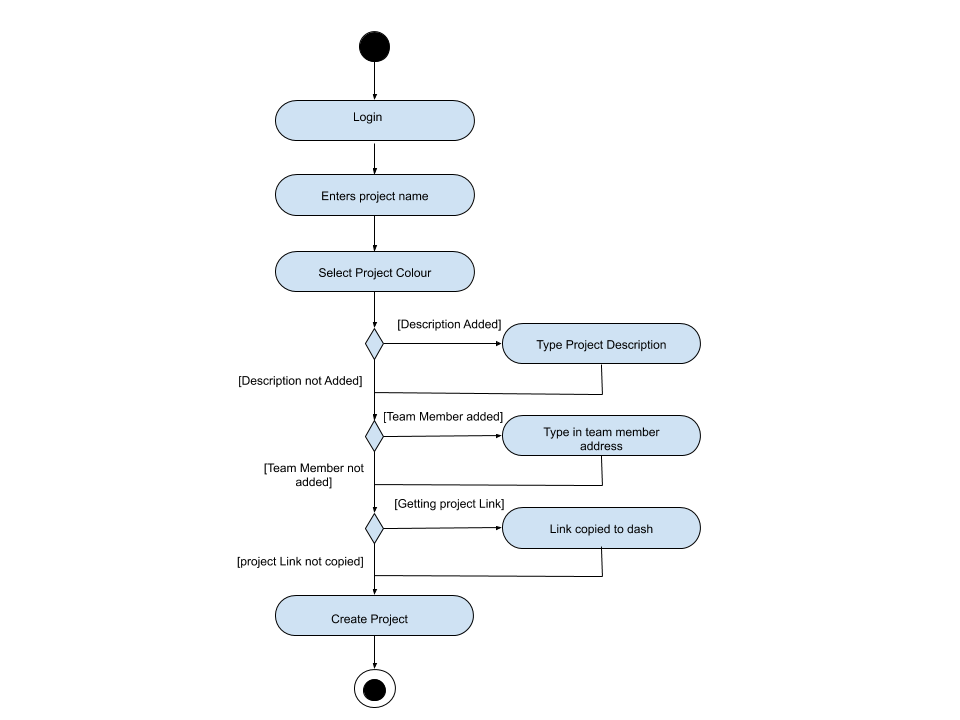 Login
Enters project name
Select Project Colour
[Description Added]
Type Project Description
[Description not Added]
[Team Member added]
Type in team member
address
[Team Member not
added]
[Getting project Link]
Link copied to dash
[project Link not copied]
Create Project